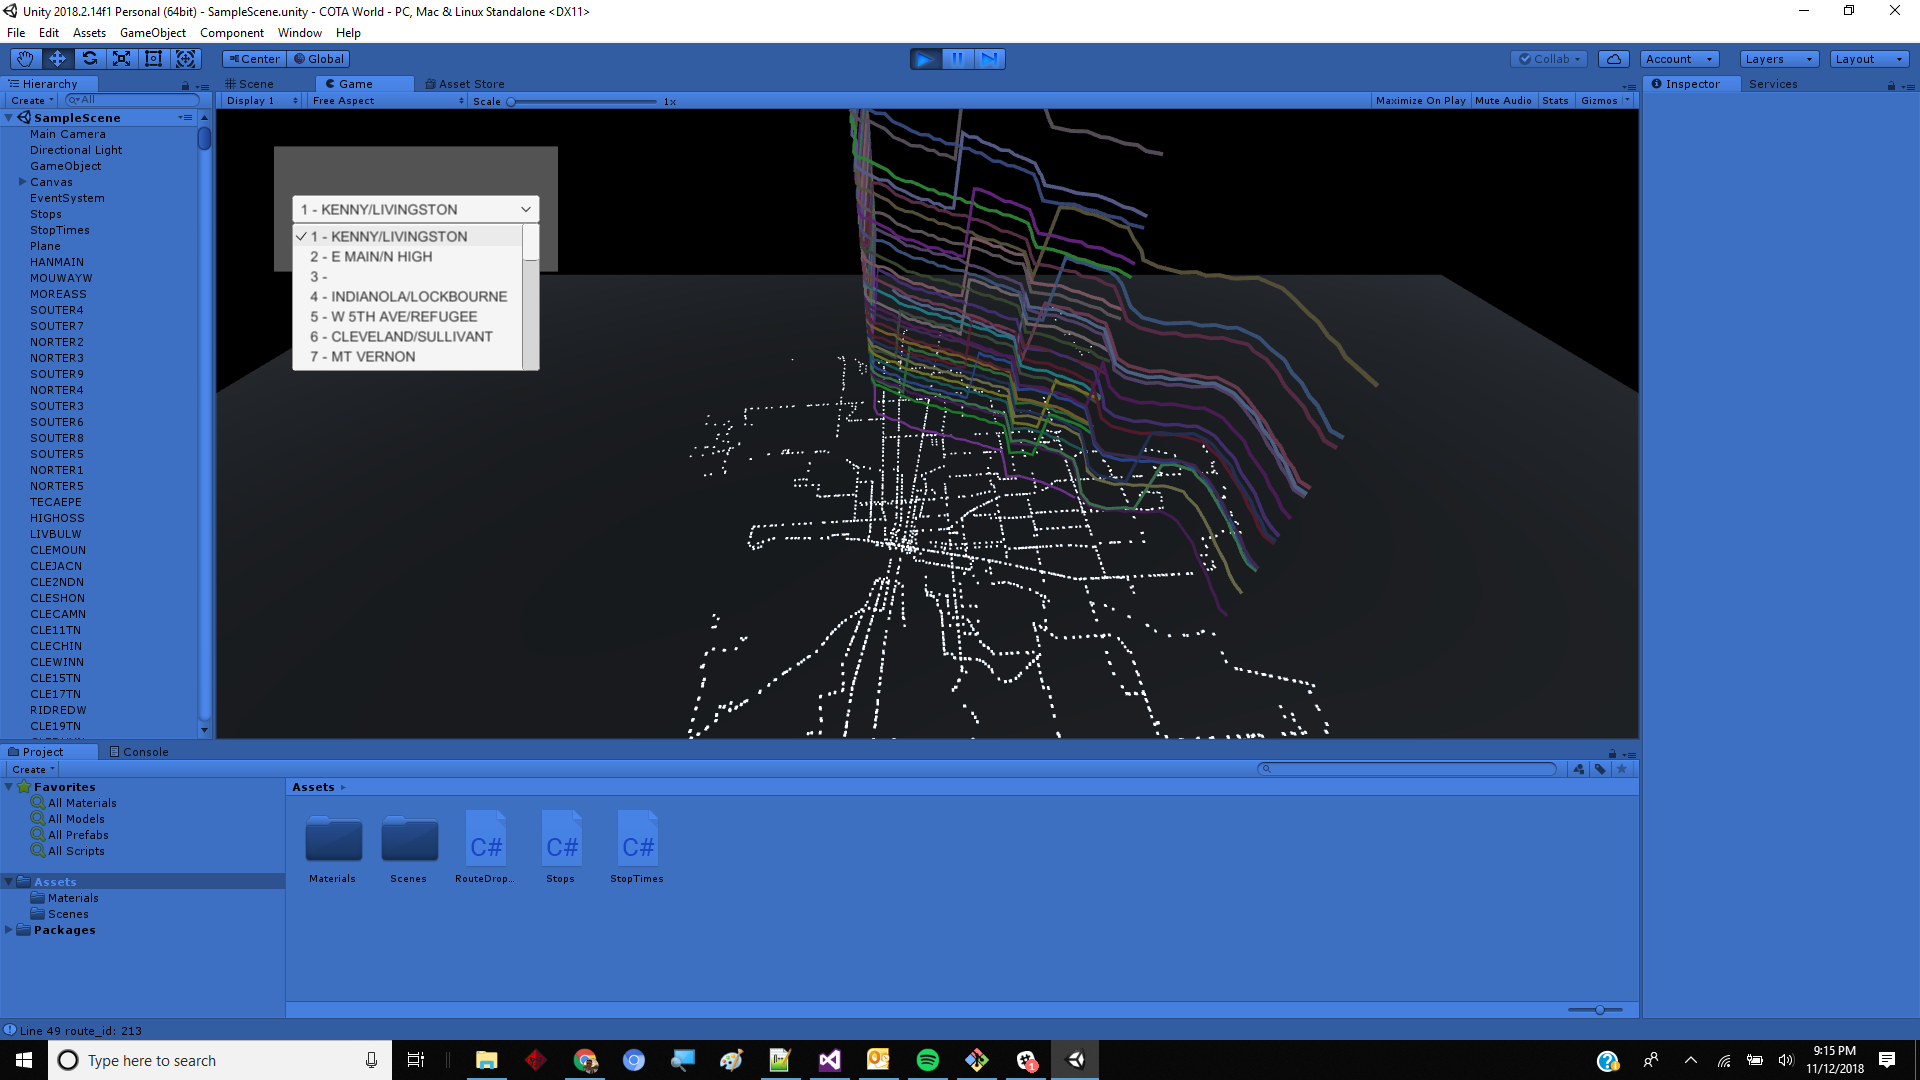 Unity 2018.2.14f1 Personal (64bit) - SampleScene.unity - COTA World - PC, Mac & Linux Standalone <DX11>
File Edit Assets GameObject Component Window Help
Center Global Collab Account Layers Layout
Hierarchy Scene Game Asset Store Inspector Services
Create All Display 1 Free Aspect Scale 1x Maximize On Play Mute Audio Stats Gizmos
SampleScene
Main Camera
Directional Light
GameObject
Canvas
EventSystem
Stops
StopTimes
Plane
HANMAIN
MOUWAYW
MOREASS
SOUTER4
SOUTER7
NORTER2
NORTER3
SOUTER9
NORTER4
SOUTER3
SOUTER6
SOUTER8
SOUTER5
NORTER1
NORTER5
TECAEPE
HIGHOSS
LIVBULW
CLEMOUN
CLEJACN
CLE2NDN
CLESHON
CLECAMN
CLE11TN
CLECHIN
CLEWINN
CLE15TN
CLE17TN
RIDREDW
CLE19TN
1 - KENNY/LIVINGSTON
1 - KENNY/LIVINGSTON
2 - E MAIN/N HIGH
3 -
4 - INDIANOLA/LOCKBOURNE
5 - W 5TH AVE/REFUGEE
6 - CLEVELAND/SULLIVANT
7 - MT VERNON
Project Console
Create
Favorites
All Materials
All Models
All Prefabs
All Scripts
Assets
Materials
Scenes
Packages
Assets
C# C# C#
Materials Scenes RouteDrop... Stops StopTimes
Line 49 route_id: 213
Type here to search
1
9:15 PM
11/12/2018